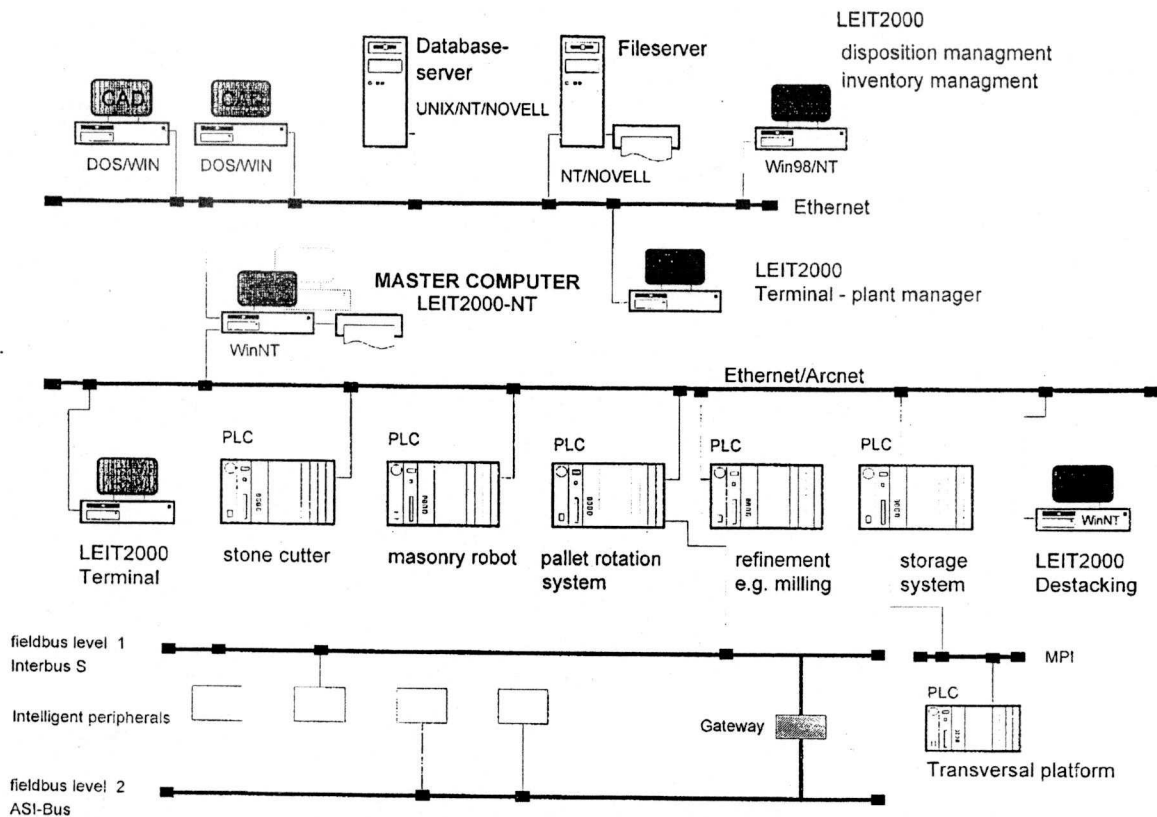 LEIT2000
disposition managment
inventory managment
Database-
server
UNIX/NT/NOVELL
Fileserver
NT/NOVELL
CAD
DOS/WIN
CAD
DOS/WIN
Win98/NT
Ethernet
MASTER COMPUTER
LEIT2000-NT
WinNT
LEIT2000
Terminal - plant manager
Ethernet/Arcnet
LEIT2000
Terminal
PLC
stone cutter
PLC
masonry robot
PLC
pallet rotation
system
PLC
refinement
e.g. milling
PLC
storage
system
WinNT
LEIT2000
Destacking
fieldbus level 1
Interbus S
MPI
Intelligent peripherals
Gateway
PLC
Transversal platform
fieldbus level 2
ASI-Bus